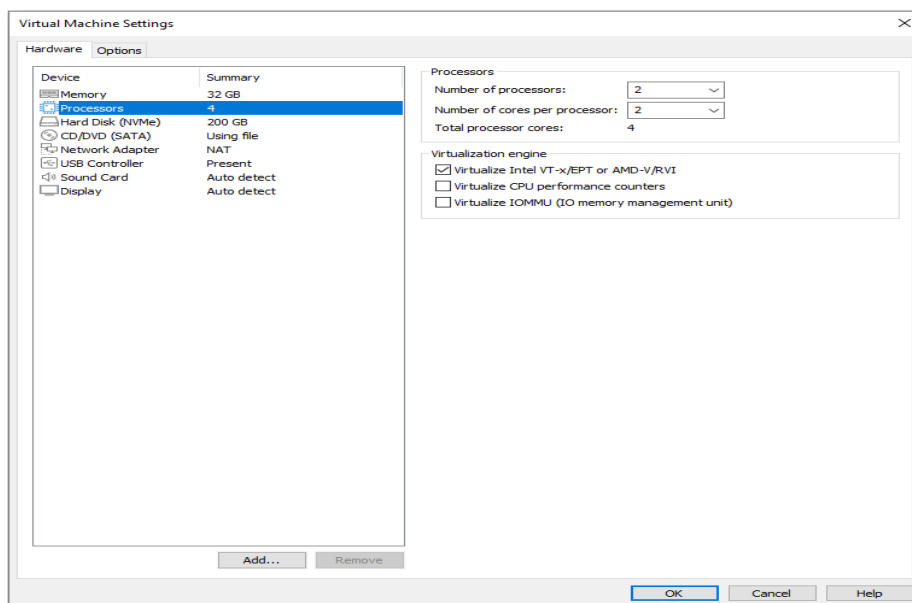 Virtual Machine Settings
Hardware Options
Device Summary
Memory 32 GB
Processors 4
Hard Disk (NVMe) 200 GB
CD/DVD (SATA) Using file
Network Adapter NAT
USB Controller Present
Sound Card Auto detect
Display Auto detect
Add... Remove
Processors
Number of processors: 2
Number of cores per processor: 2
Total processor cores: 4
Virtualization engine
Virtualize Intel VT-x/EPT or AMD-V/RVI
Virtualize CPU performance counters
Virtualize IOMMU (IO memory management unit)
OK Cancel Help